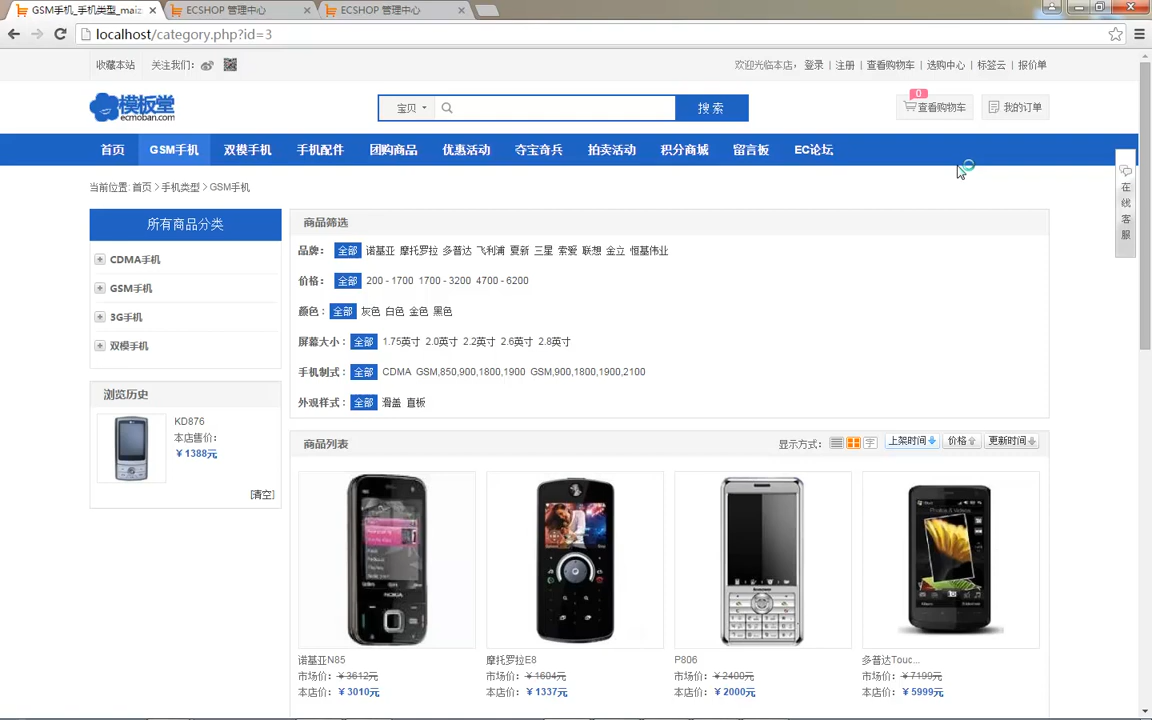 GSM手机_手机类型_maiz
ECSHOP 管理中心
ECSHOP 管理中心
localhost/category.php?id=3
收藏本站 关注我们:
欢迎光临本店, 登录 | 注册 | 查看购物车 | 选购中心 | 标签云 | 报价单
模板堂
ecmoban.com
宝贝
搜 索
0
查看购物车
我的订单
首页 GSM手机 双模手机 手机配件 团购商品 优惠活动 夺宝奇兵 拍卖活动 积分商城 留言板 EC论坛
在线客服
当前位置: 首页 > 手机类型 > GSM手机
所有商品分类
CDMA手机
GSM手机
3G手机
双模手机
浏览历史
KD876
本店售价:
¥1388元
[清空]
商品筛选
品牌: 全部 诺基亚 摩托罗拉 多普达 飞利浦 夏新 三星 索爱 联想 金立 恒基伟业
价格: 全部 200 - 1700 1700 - 3200 4700 - 6200
颜色 : 全部 灰色 白色 金色 黑色
屏幕大小 : 全部 1.75英寸 2.0英寸 2.2英寸 2.6英寸 2.8英寸
手机制式 : 全部 CDMA GSM,850,900,1800,1900 GSM,900,1800,1900,2100
外观样式 : 全部 滑盖 直板
商品列表
显示方式: 字 上架时间 价格 更新时间
NOKIA
诺基亚N85
市场价: ¥3612元
本店价: ¥3010元
摩托罗拉E8
市场价: ¥1604元
本店价: ¥1337元
P806
市场价: ¥2400元
本店价: ¥2000元
多普达Touc...
市场价: ¥7199元
本店价: ¥5999元